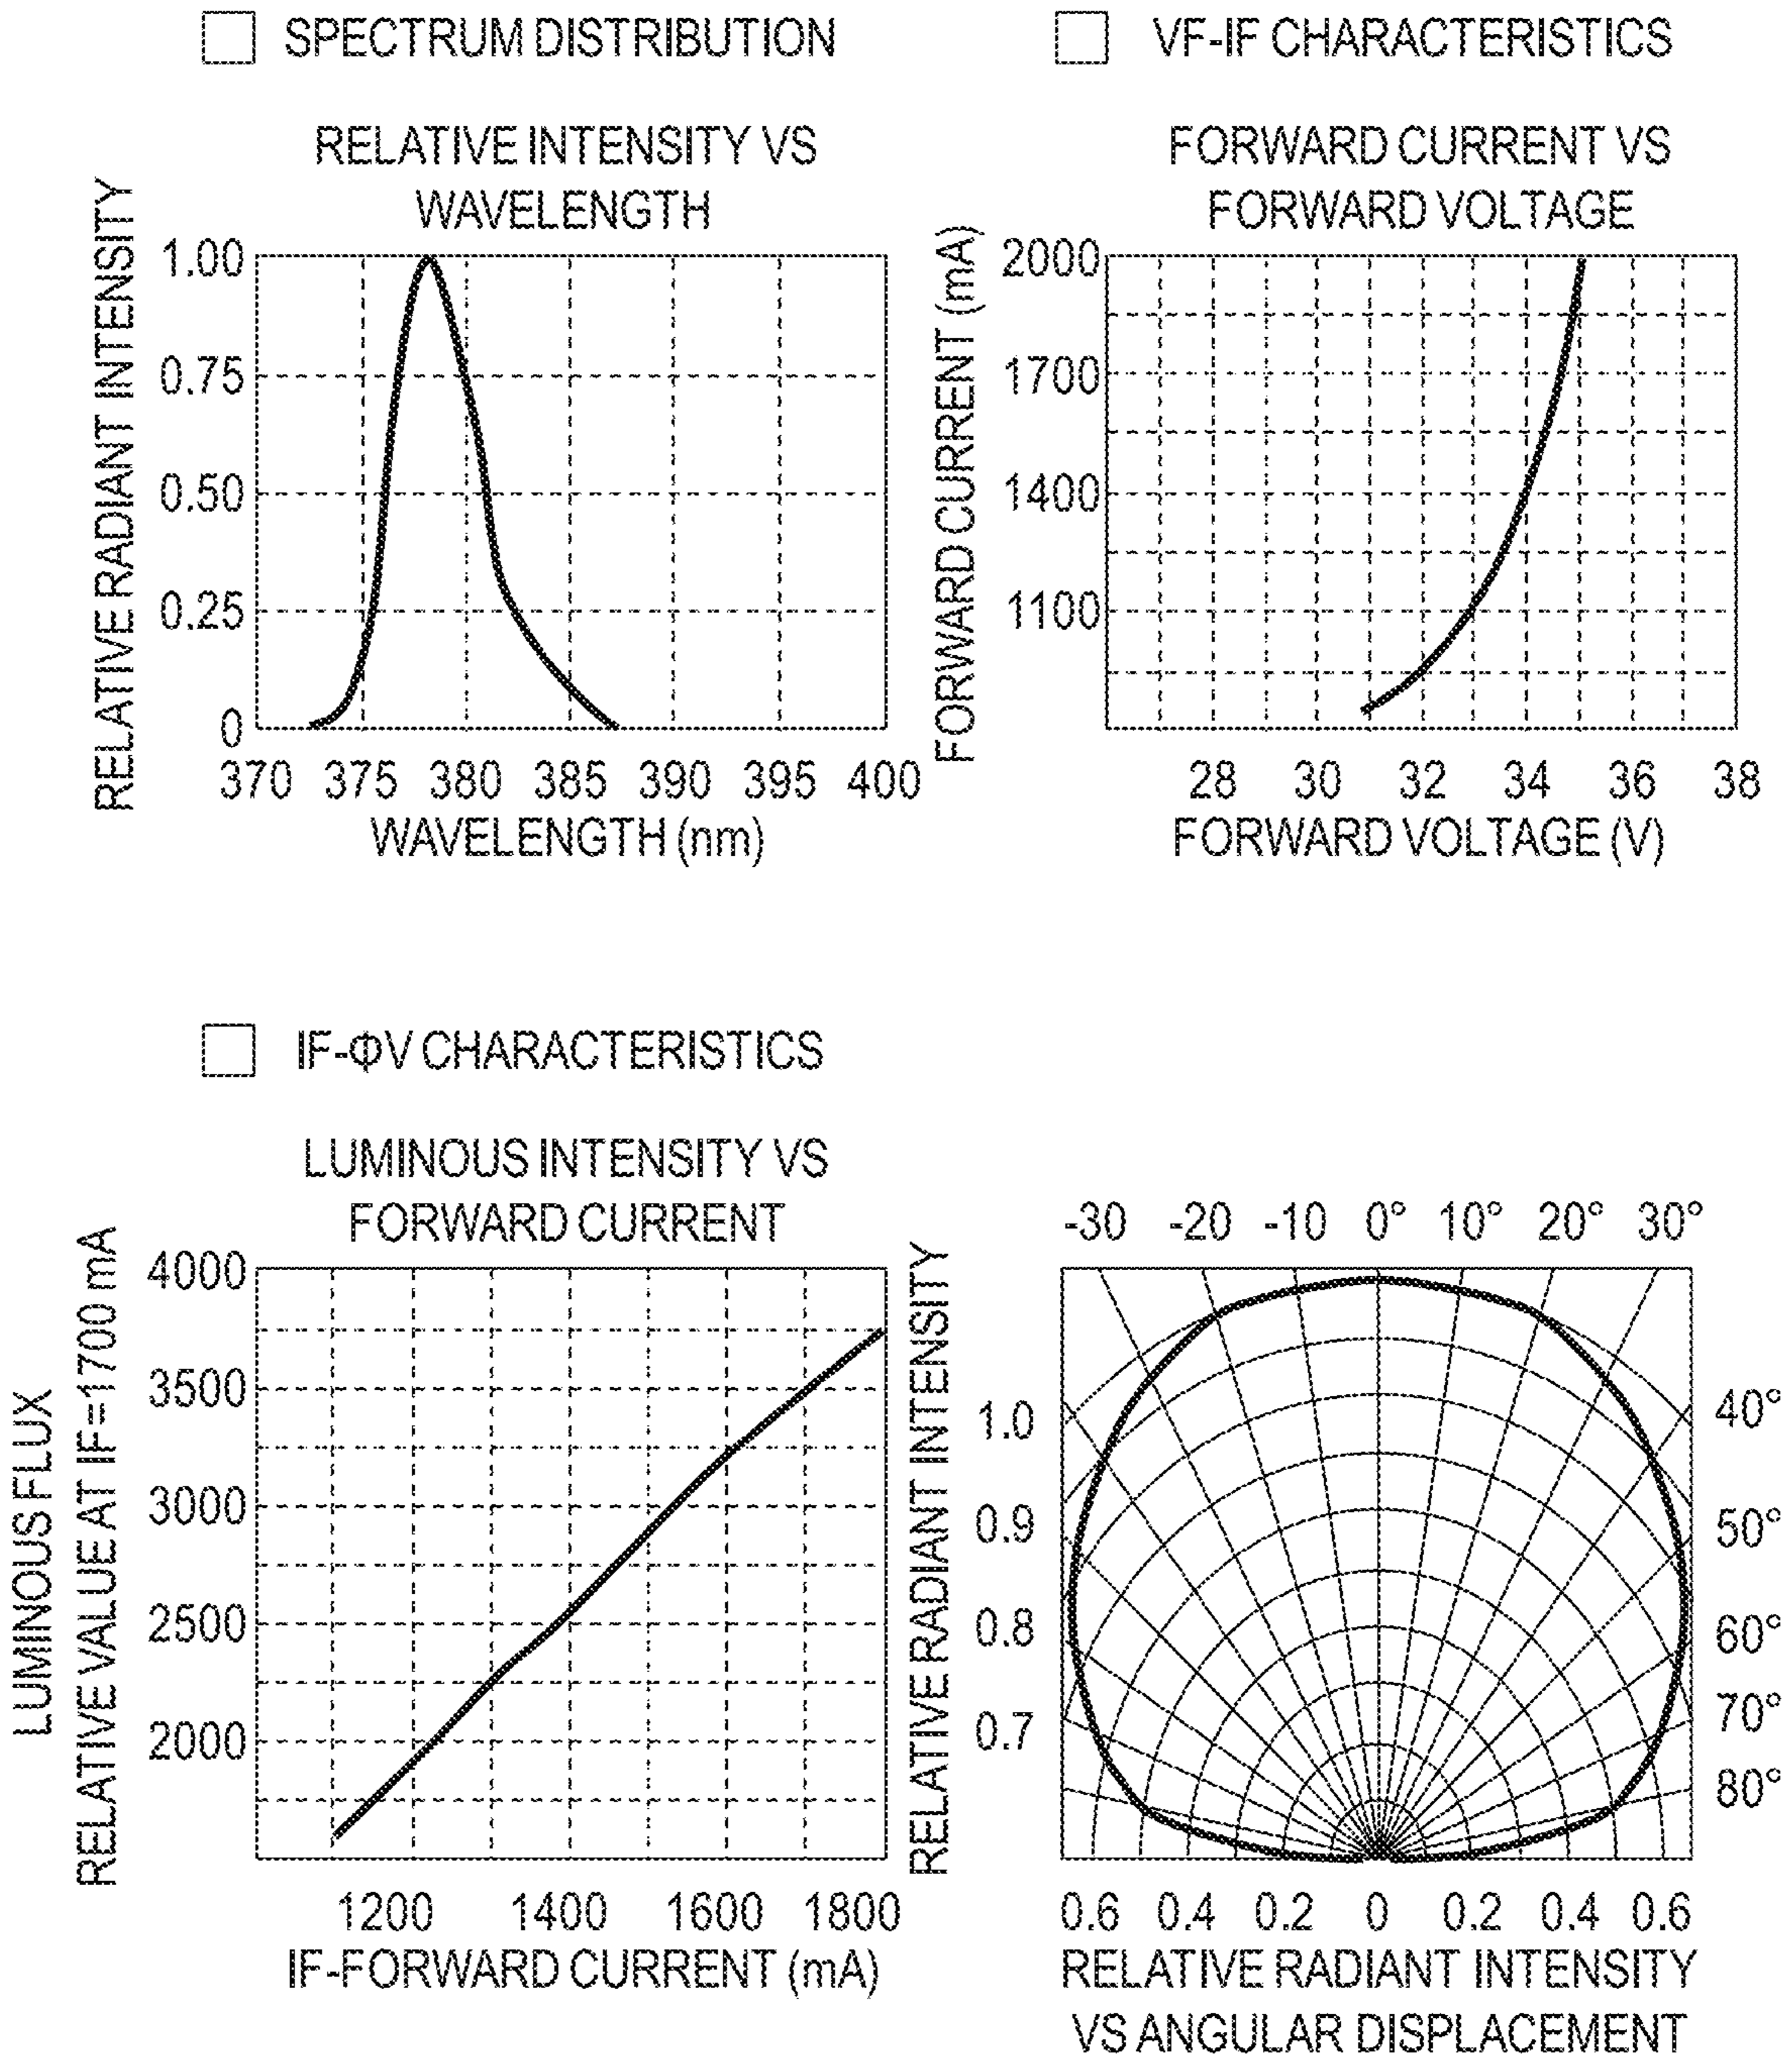 SPECTRUM DISTRIBUTION
RELATIVE INTENSITY VS
WAVELENGTH
RELATIVE RADIANT INTENSITY
1.00
0.75
0.50
0.25
0
370 375 380 385 390 395 400
WAVELENGTH (nm)
VF-IF CHARACTERISTICS
FORWARD CURRENT VS
FORWARD VOLTAGE
FORWARD CURRENT (mA)
2000
1700
1400
1100
28 30 32 34 36 38
FORWARD VOLTAGE (V)
IF-ΦV CHARACTERISTICS
LUMINOUS INTENSITY VS
FORWARD CURRENT
LUMINOUS FLUX
RELATIVE VALUE AT IF=1700 mA
4000
3500
3000
2500
2000
1200 1400 1600 1800
IF-FORWARD CURRENT (mA)
-30 -20 -10 0° 10° 20° 30°
RELATIVE RADIANT INTENSITY
1.0
0.9
0.8
0.7
40°
50°
60°
70°
80°
0.6 0.4 0.2 0 0.2 0.4 0.6
RELATIVE RADIANT INTENSITY
VS ANGULAR DISPLACEMENT